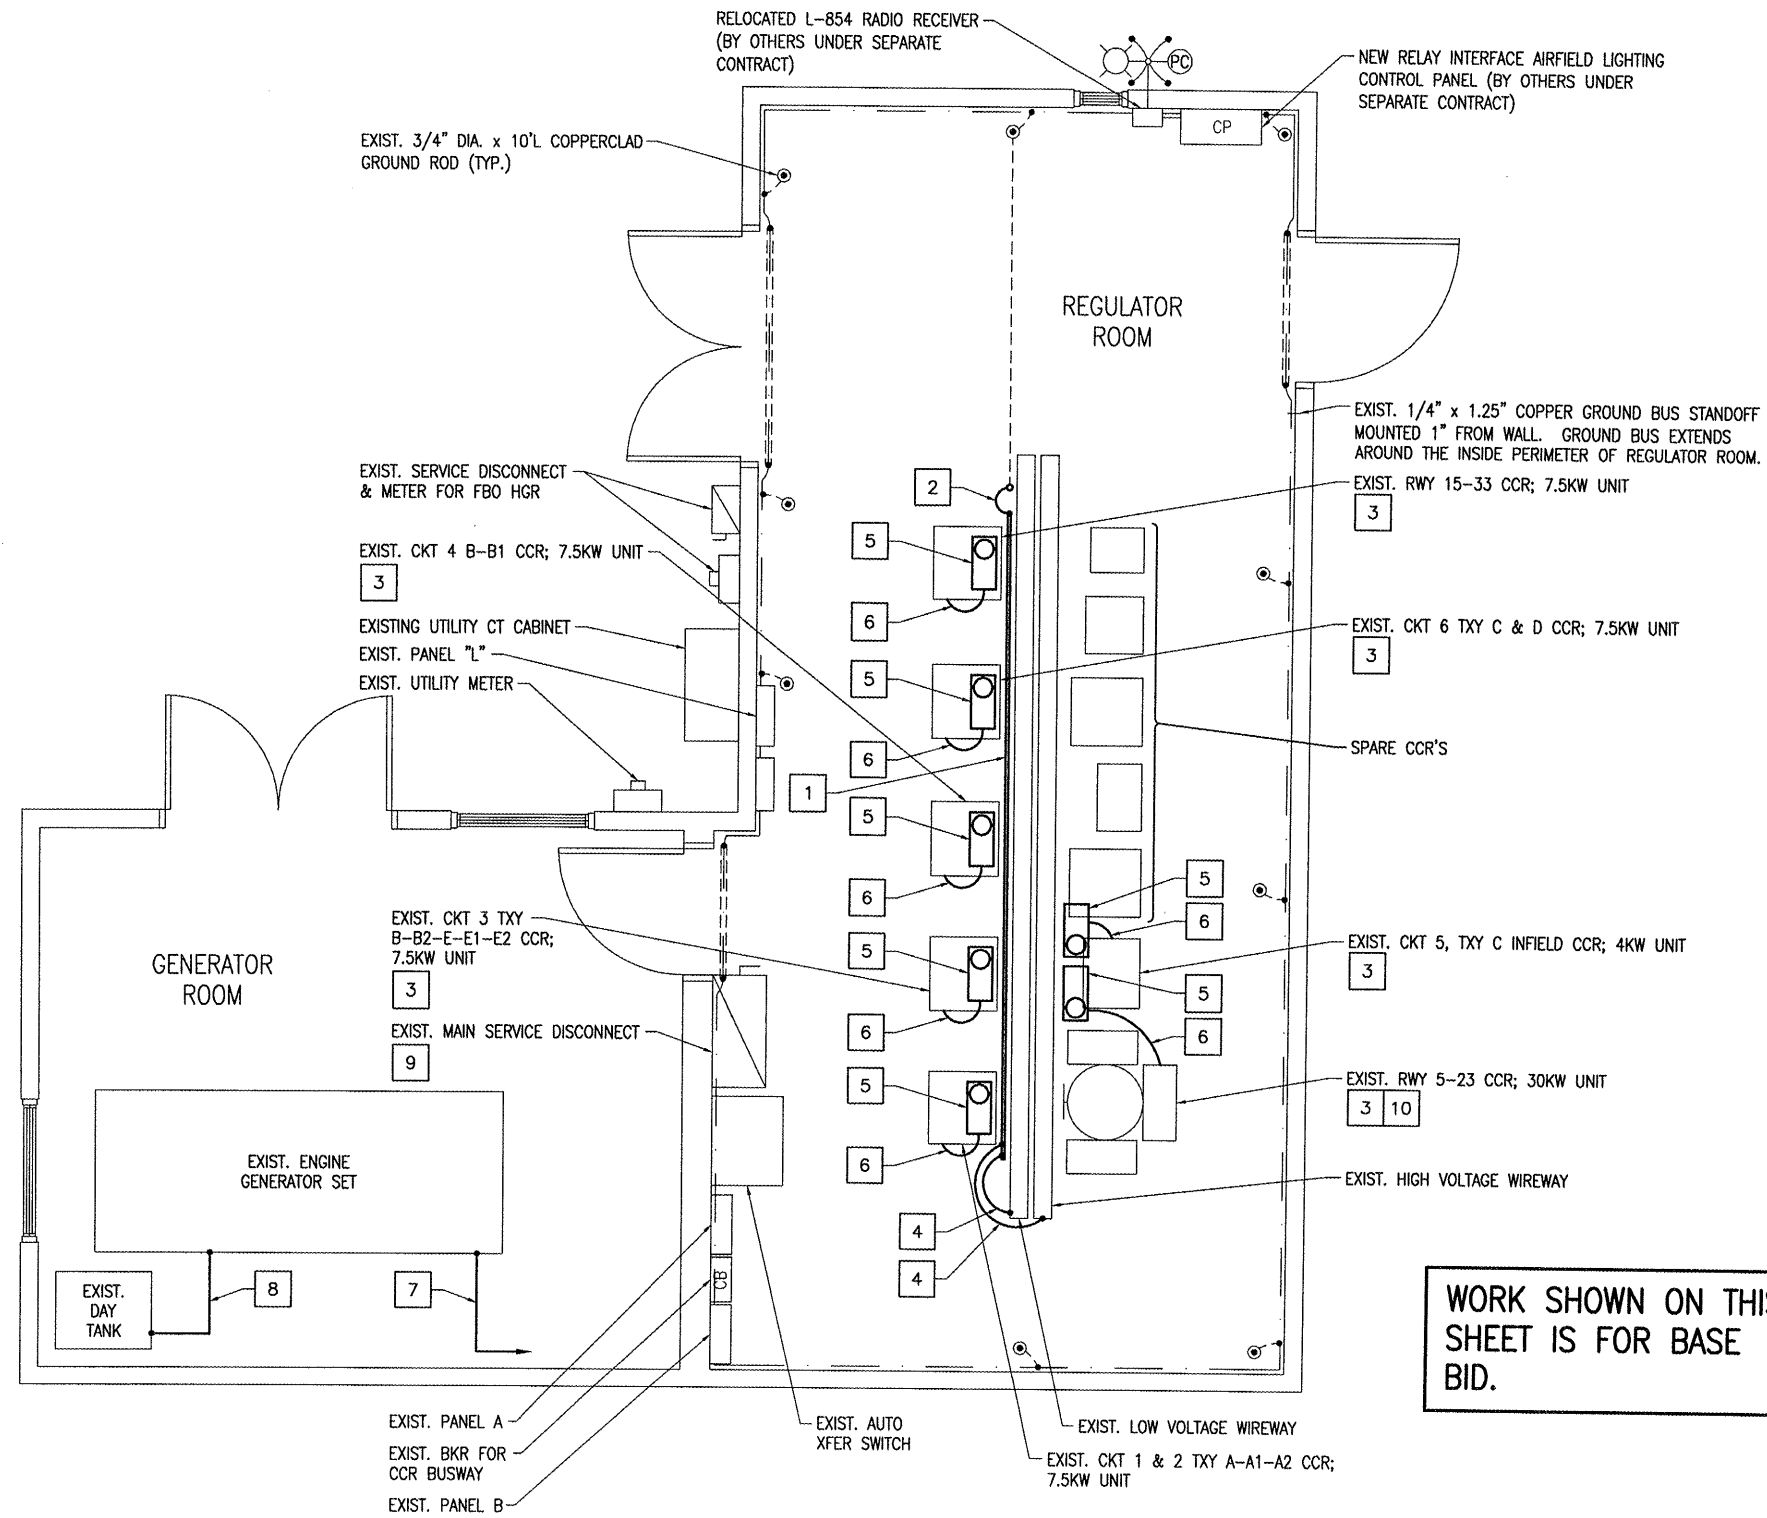 RELOCATED L-854 RADIO RECEIVER
(BY OTHERS UNDER SEPARATE
CONTRACT)
PC
NEW RELAY INTERFACE AIRFIELD LIGHTING
CONTROL PANEL (BY OTHERS UNDER
SEPARATE CONTRACT)
CP
EXIST. 3/4" DIA. x 10'L COPPERCLAD
GROUND ROD (TYP.)
REGULATOR
ROOM
EXIST. 1/4" x 1.25" COPPER GROUND BUS STANDOFF
MOUNTED 1" FROM WALL. GROUND BUS EXTENDS
AROUND THE INSIDE PERIMETER OF REGULATOR ROOM.
EXIST. SERVICE DISCONNECT
& METER FOR FBO HGR
2
EXIST. RWY 15-33 CCR; 7.5KW UNIT
3
5
EXIST. CKT 4 B-B1 CCR; 7.5KW UNIT
3
6
EXISTING UTILITY CT CABINET
EXIST. CKT 6 TXY C & D CCR; 7.5KW UNIT
3
EXIST. PANEL "L"
EXIST. UTILITY METER
5
6
SPARE CCR'S
1
5
6
5
6
EXIST. CKT 3 TXY
B-B2-E-E1-E2 CCR;
7.5KW UNIT
3
5
EXIST. CKT 5, TXY C INFIELD CCR; 4KW UNIT
3
GENERATOR
ROOM
5
6
6
EXIST. MAIN SERVICE DISCONNECT
9
5
EXIST. RWY 5-23 CCR; 30KW UNIT
3 10
6
EXIST. ENGINE
GENERATOR SET
EXIST. HIGH VOLTAGE WIREWAY
4
4
CB
EXIST.
DAY
TANK
8
7
WORK SHOWN ON THIS
SHEET IS FOR BASE
BID.
EXIST. PANEL A
EXIST. BKR FOR
CCR BUSWAY
EXIST. PANEL B
EXIST. AUTO
XFER SWITCH
EXIST. LOW VOLTAGE WIREWAY
EXIST. CKT 1 & 2 TXY A-A1-A2 CCR;
7.5KW UNIT